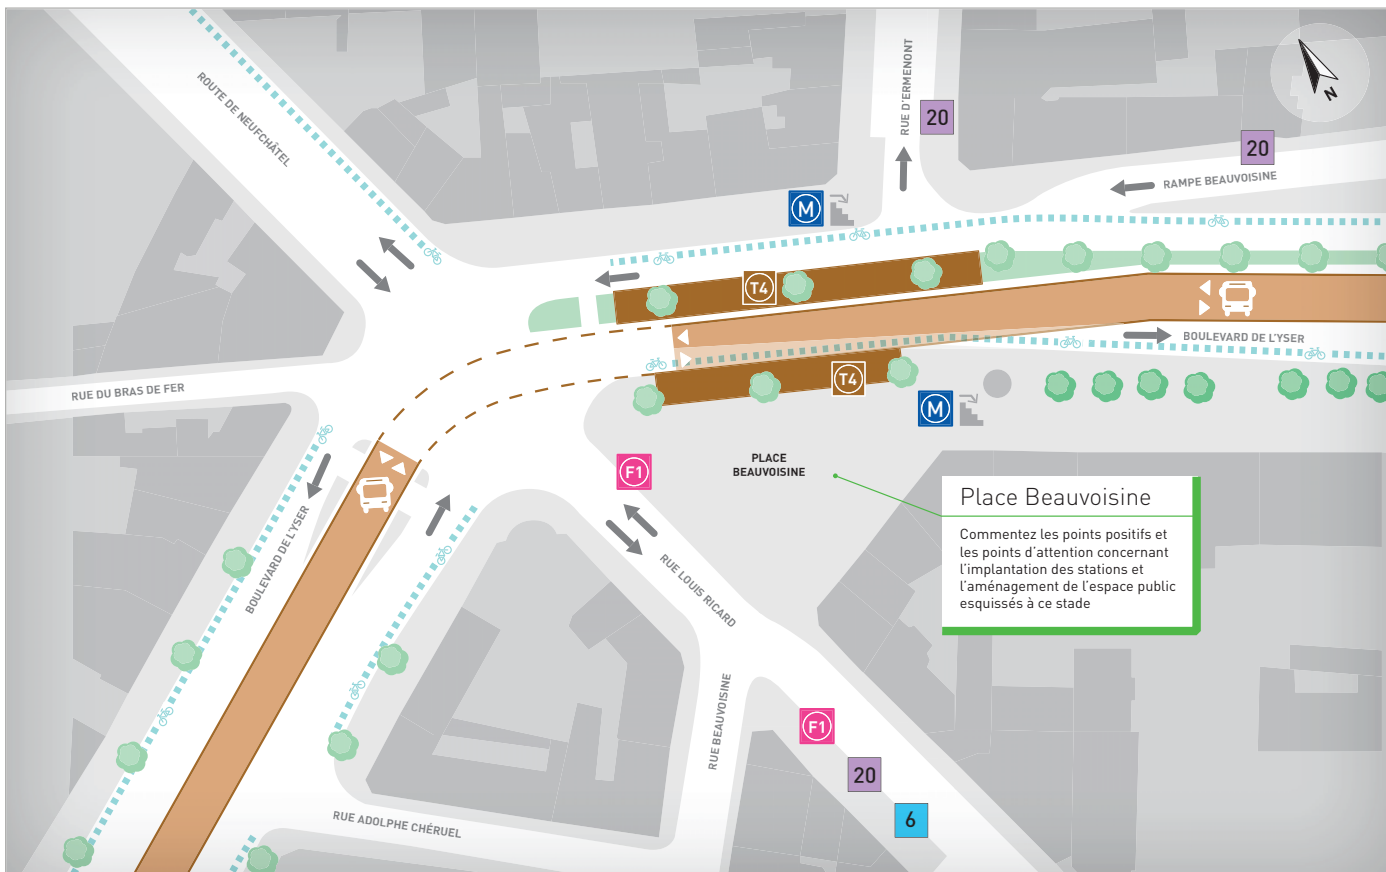 ROUTE DE NEUFCHÂTEL
RUE D'ERMENONT
20
20
RAMPE BEAUVOISINE
N
M
T4
BOULEVARD DE L'YSER
RUE DU BRAS DE FER
T4
M
F1
PLACE
BEAUVOISINE
BOULEVARD DE L'YSER
Place Beauvoisine
Commentez les points positifs et
les points d'attention concernant
l'implantation des stations et
l'aménagement de l'espace public
esquissés à ce stade
RUE LOUIS RICARD
RUE BEAUVOISINE
F1
20
6
RUE ADOLPHE CHÉRUEL